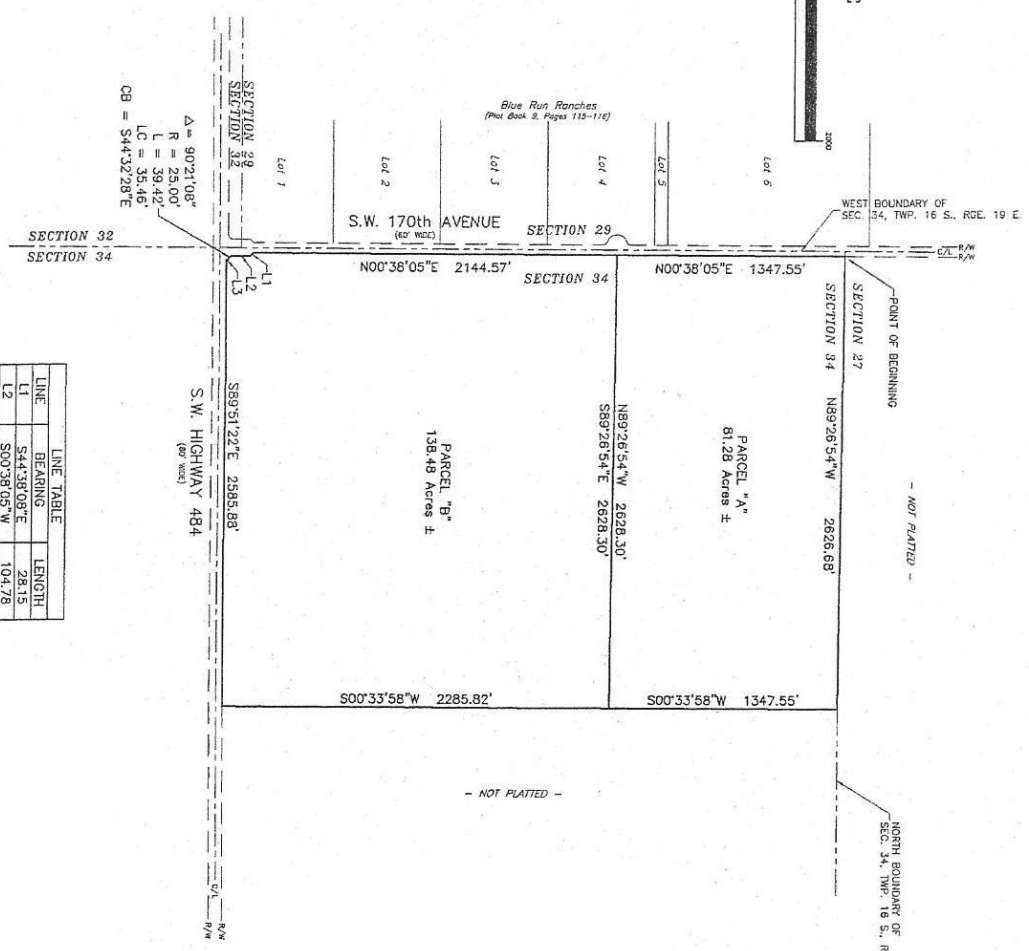 2000
Blue Run Ranches
(Plat Book 9, Pages 115-116)
Lot 1
Lot 2
Lot 3
Lot 4
Lot 5
Lot 6
WEST BOUNDARY OF
SEC. 34, TWP. 16 S., RGE. 19 E
SECTION 29
SECTION 32
△= 90°21'08"
R = 25.00'
L = 39.42'
LC = 35.46'
CB = S44°32'28"E
S.W. 170th AVENUE
(60' WIDE)
SECTION 29
R/W
C/L
R/W
SECTION 32
SECTION 34
N00°38'05"E 2144.57'
SECTION 34
N00°38'05"E 1347.55'
L1
L2
L3
SECTION 27
SECTION 34
POINT OF BEGINNING
N89°26'54"W 2626.68'
- NOT PLATTED -
N89°26'54"W 2628.30'
S89°26'54"E 2628.30'
PARCEL "A"
81.28 Acres ±
PARCEL "B"
138.48 Acres ±
S89°51'22"E 2585.88'
S.W. HIGHWAY 484
(80' WIDE)
LINE TABLE
LINE BEARING LENGTH
L1 S44°38'08"E 28.15
L2 S00°38'05"W 104.78
S00°33'58"W 2285.82'
S00°33'58"W 1347.55'
- NOT PLATTED -
NORTH BOUNDARY OF
SEC. 34, TWP. 16 S., R
R/W
C/L
R/W